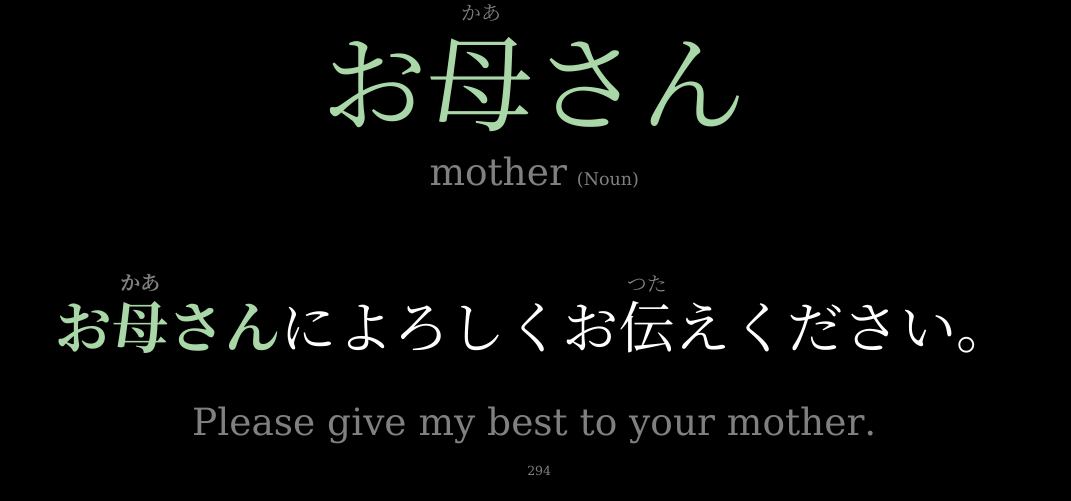 かあ
お母さん
mother (Noun)
かあ つた
お母さんによろしくお伝えください。
Please give my best to your mother.
294